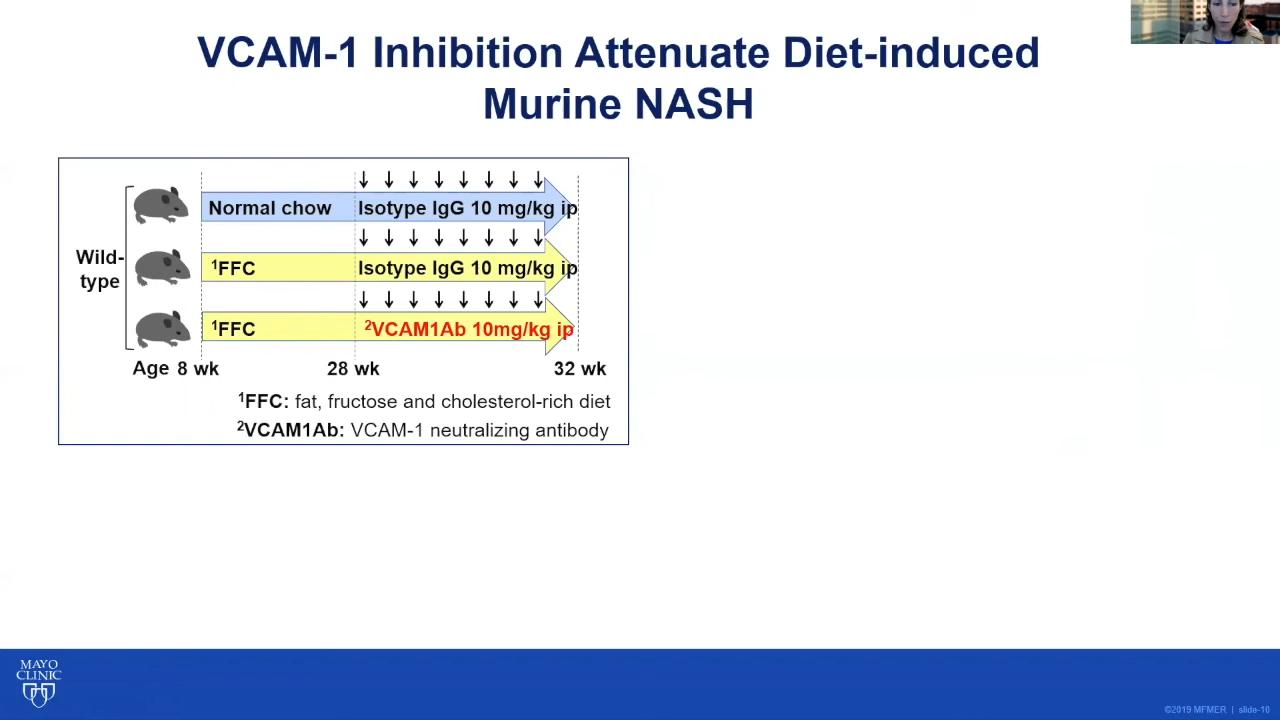 VCAM-1 Inhibition Attenuate Diet-induced
Murine NASH
Wild-
type
Normal chow
Isotype IgG 10 mg/kg ip
¹FFC
Isotype IgG 10 mg/kg ip
¹FFC
²VCAM1Ab 10mg/kg ip
Age 8 wk 28 wk 32 wk
¹FFC: fat, fructose and cholesterol-rich diet
²VCAM1Ab: VCAM-1 neutralizing antibody
MAYO
CLINIC
©2019 MFMER | slide-10